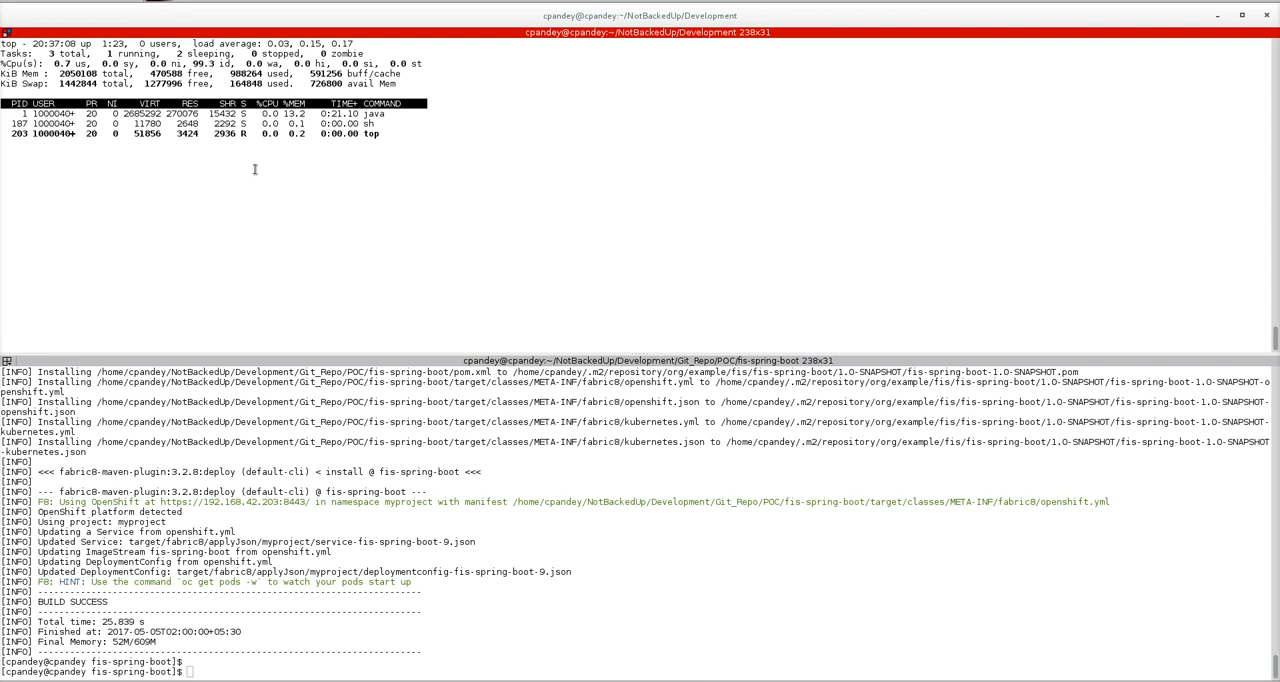 cpandey@cpandey:~/NotBackedUp/Development
cpandey@cpandey:~/NotBackedUp/Development 238x31
top - 20:37:08 up  1:23,  0 users,  load average: 0.03, 0.15, 0.17
Tasks:   3 total,   1 running,   2 sleeping,   0 stopped,   0 zombie
%Cpu(s):  0.7 us,  0.0 sy,  0.0 ni, 99.3 id,  0.0 wa,  0.0 hi,  0.0 si,  0.0 st
KiB Mem :  2050108 total,   470588 free,   988264 used,   591256 buff/cache
KiB Swap:  1442844 total,  1277996 free,   164848 used.   726800 avail Mem
PID USER      PR  NI    VIRT    RES    SHR S  %CPU %MEM     TIME+ COMMAND
1 1000040+  20   0 2685292 270076  15432 S   0.0 13.2   0:21.10 java
187 1000040+  20   0   11780   2648   2292 S   0.0  0.1   0:00.00 sh
203 1000040+  20   0   51856   3424   2936 R   0.0  0.2   0:00.00 top
cpandey@cpandey:~/NotBackedUp/Development/Git_Repo/POC/fis-spring-boot 238x31
[INFO] Installing /home/cpandey/NotBackedUp/Development/Git_Repo/POC/fis-spring-boot/pom.xml to /home/cpandey/.m2/repository/org/example/fis/fis-spring-boot/1.0-SNAPSHOT/fis-spring-boot-1.0-SNAPSHOT.pom
[INFO] Installing /home/cpandey/NotBackedUp/Development/Git_Repo/POC/fis-spring-boot/target/classes/META-INF/fabric8/openshift.yml to /home/cpandey/.m2/repository/org/example/fis/fis-spring-boot/1.0-SNAPSHOT/fis-spring-boot-1.0-SNAPSHOT-o
penshift.yml
[INFO] Installing /home/cpandey/NotBackedUp/Development/Git_Repo/POC/fis-spring-boot/target/classes/META-INF/fabric8/openshift.json to /home/cpandey/.m2/repository/org/example/fis/fis-spring-boot/1.0-SNAPSHOT/fis-spring-boot-1.0-SNAPSHOT-
openshift.json
[INFO] Installing /home/cpandey/NotBackedUp/Development/Git_Repo/POC/fis-spring-boot/target/classes/META-INF/fabric8/kubernetes.yml to /home/cpandey/.m2/repository/org/example/fis/fis-spring-boot/1.0-SNAPSHOT/fis-spring-boot-1.0-SNAPSHOT-
kubernetes.yml
[INFO] Installing /home/cpandey/NotBackedUp/Development/Git_Repo/POC/fis-spring-boot/target/classes/META-INF/fabric8/kubernetes.json to /home/cpandey/.m2/repository/org/example/fis/fis-spring-boot/1.0-SNAPSHOT/fis-spring-boot-1.0-SNAPSHOT
-kubernetes.json
[INFO]
[INFO] <<< fabric8-maven-plugin:3.2.8:deploy (default-cli) < install @ fis-spring-boot <<<
[INFO]
[INFO] --- fabric8-maven-plugin:3.2.8:deploy (default-cli) @ fis-spring-boot ---
[INFO] F8: Using OpenShift at https://192.168.42.203:8443/ in namespace myproject with manifest /home/cpandey/NotBackedUp/Development/Git_Repo/POC/fis-spring-boot/target/classes/META-INF/fabric8/openshift.yml
[INFO] OpenShift platform detected
[INFO] Using project: myproject
[INFO] Updating a Service from openshift.yml
[INFO] Updated Service: target/fabric8/applyJson/myproject/service-fis-spring-boot-9.json
[INFO] Updating ImageStream fis-spring-boot from openshift.yml
[INFO] Updating DeploymentConfig from openshift.yml
[INFO] Updated DeploymentConfig: target/fabric8/applyJson/myproject/deploymentconfig-fis-spring-boot-9.json
[INFO] F8: HINT: Use the command `oc get pods -w` to watch your pods start up
[INFO] ------------------------------------------------------------------------
[INFO] BUILD SUCCESS
[INFO] ------------------------------------------------------------------------
[INFO] Total time: 25.839 s
[INFO] Finished at: 2017-05-05T02:00:00+05:30
[INFO] Final Memory: 52M/609M
[INFO] ------------------------------------------------------------------------
[cpandey@cpandey fis-spring-boot]$
[cpandey@cpandey fis-spring-boot]$